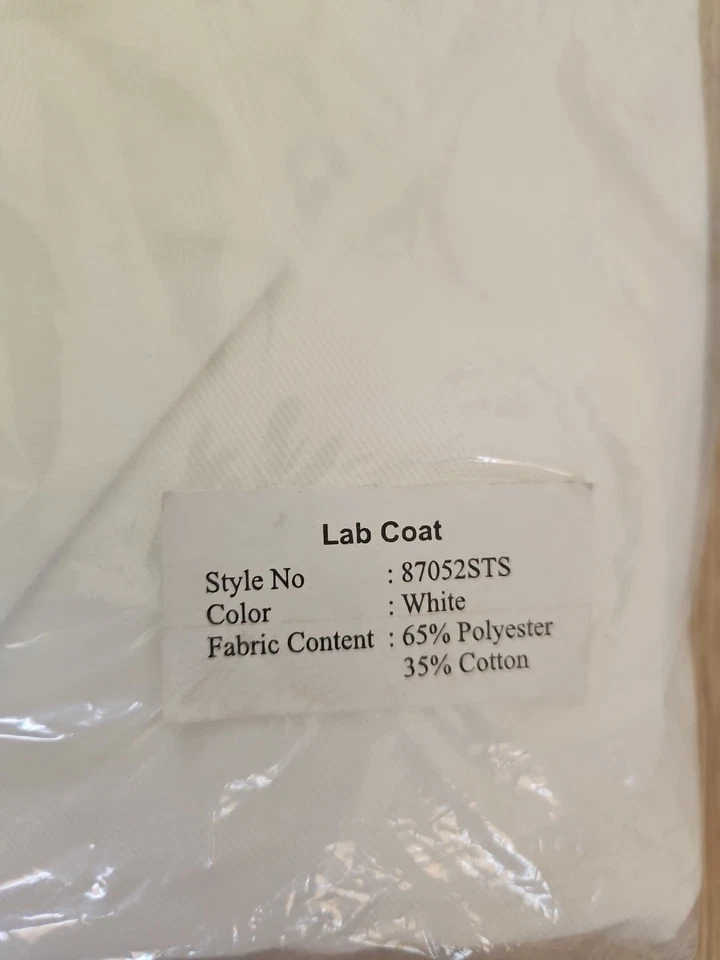 Lab Coat
Style No : 87052STS
Color : White
Fabric Content : 65% Polyester
35% Cotton